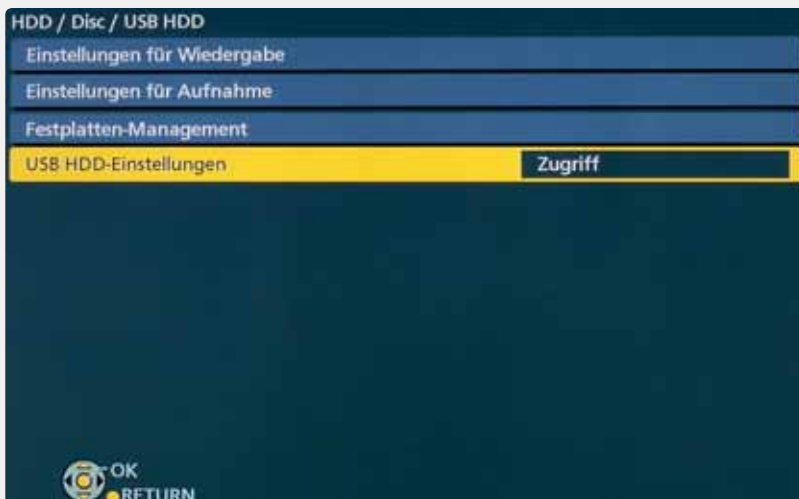 HDD / Disc / USB HDD
Einstellungen für Wiedergabe
Einstellungen für Aufnahme
Festplatten-Management
USB HDD-Einstellungen Zugriff
OK
RETURN